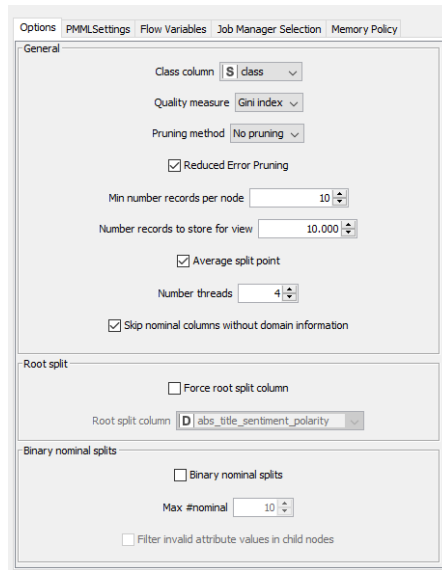 Options PMMLSettings Flow Variables Job Manager Selection Memory Policy
General
Class column S class
Quality measure Gini index
Pruning method No pruning
Reduced Error Pruning
Min number records per node 10
Number records to store for view 10.000
Average split point
Number threads 4
Skip nominal columns without domain information
Root split
Force root split column
Root split column D abs_title_sentiment_polarity
Binary nominal splits
Binary nominal splits
Max #nominal 10
Filter invalid attribute values in child nodes